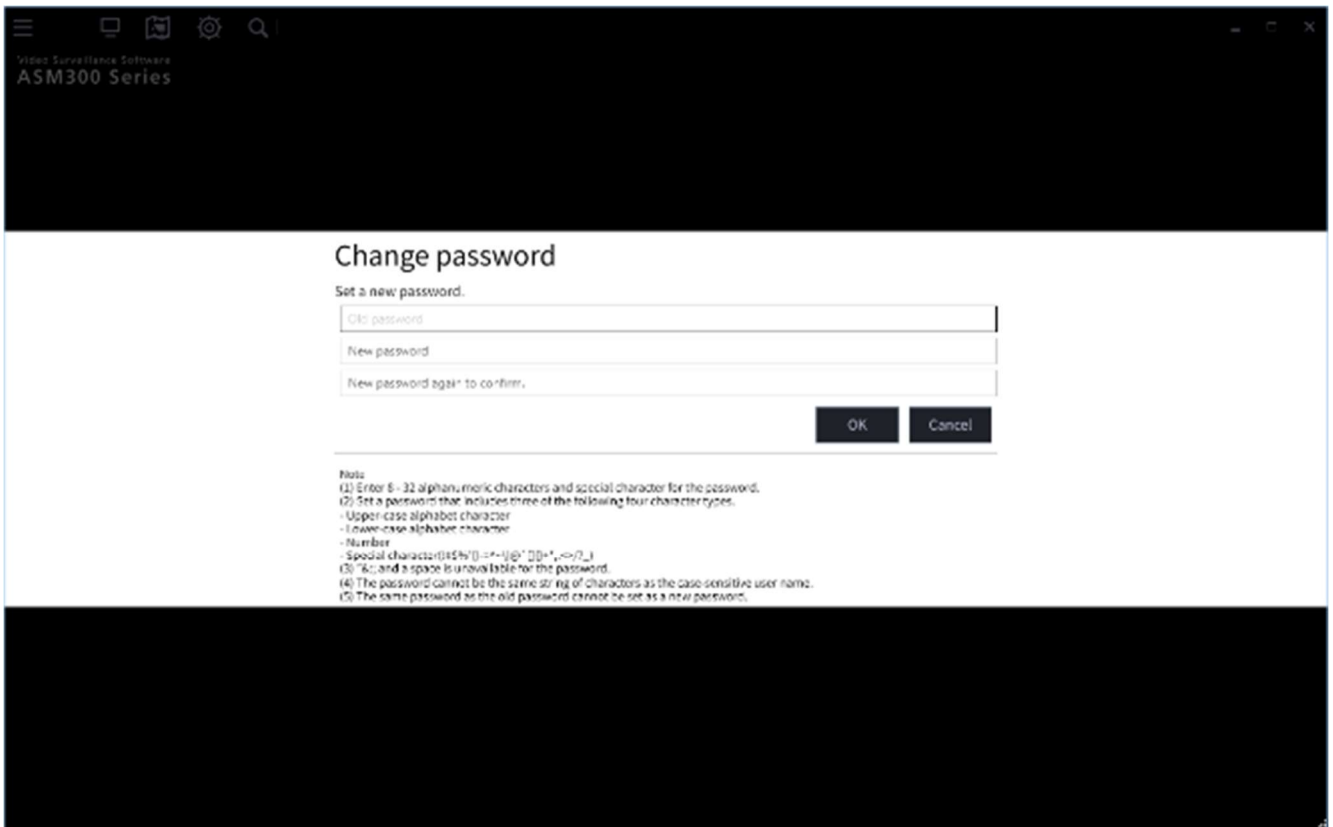 Video Surveillance Software
ASM300 Series
Change password
Set a new password.
Old password
New password
New password again to confirm.
OK Cancel
Note
(1) Enter 8 - 32 alphanumeric characters and special character for the password.
(2) Set a password that includes three of the following four character types.
- Upper-case alphabet character
- Lower-case alphabet character
- Number
- Special character
(3) and a space is unavailable for the password.
(4) The password cannot be the same string of characters as the case-sensitive user name.
(5) The same password as the old password cannot be set as a new password.